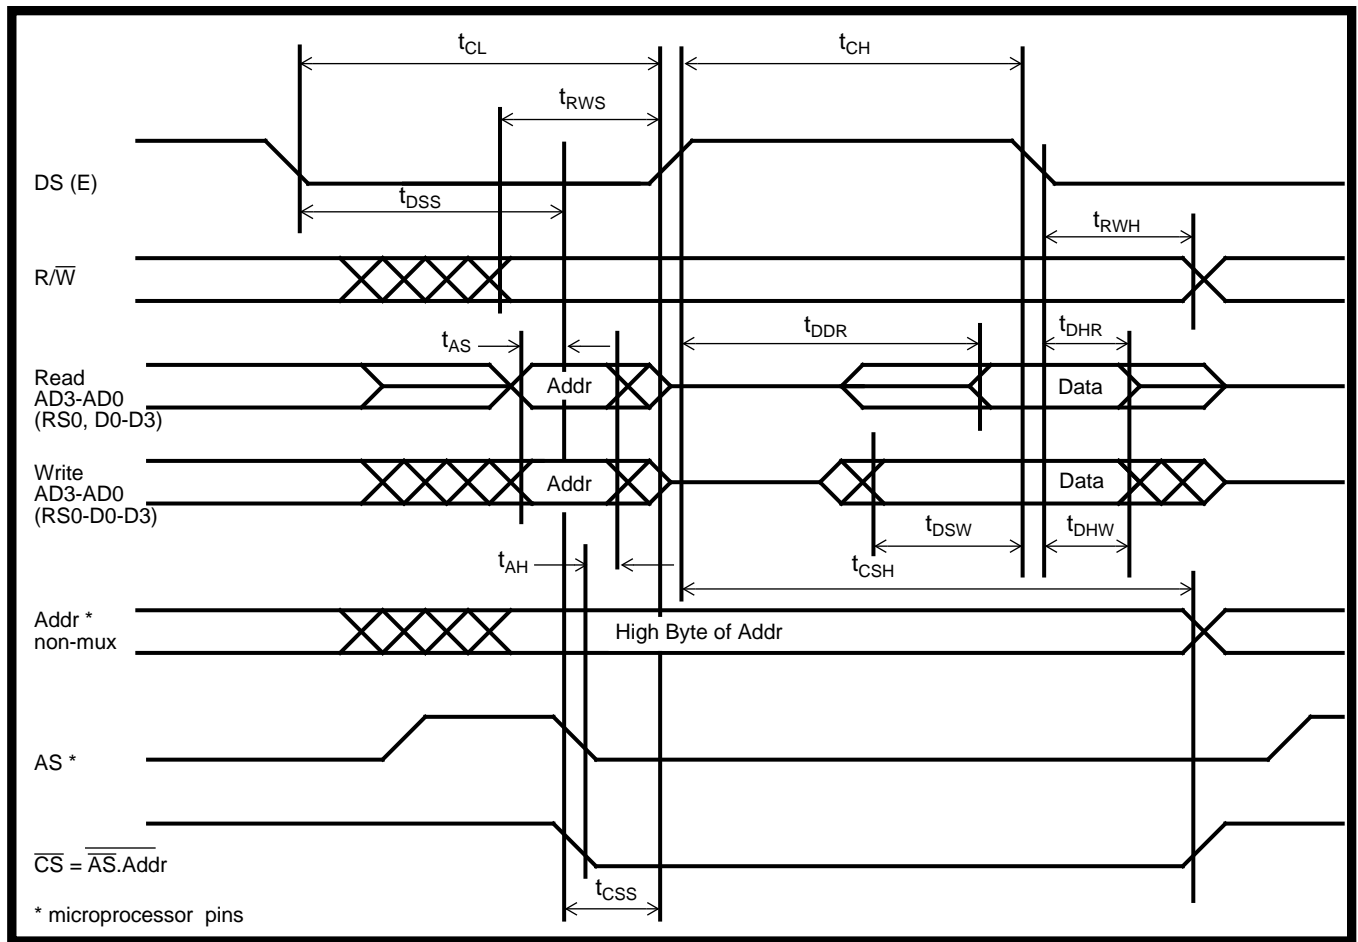 tCL
tCH
tRWS
DS (E)
tDSS
tRWH
R/W̅
tAS
tDDR
tDHR
Read
AD3-AD0
(RS0, D0-D3)
Addr
Data
Write
AD3-AD0
(RS0-D0-D3)
Addr
Data
tDSW
tDHW
tAH
tCSH
Addr *
non-mux
High Byte of Addr
AS *
C̅S̅ = A̅S̅.Addr
tCSS
* microprocessor pins